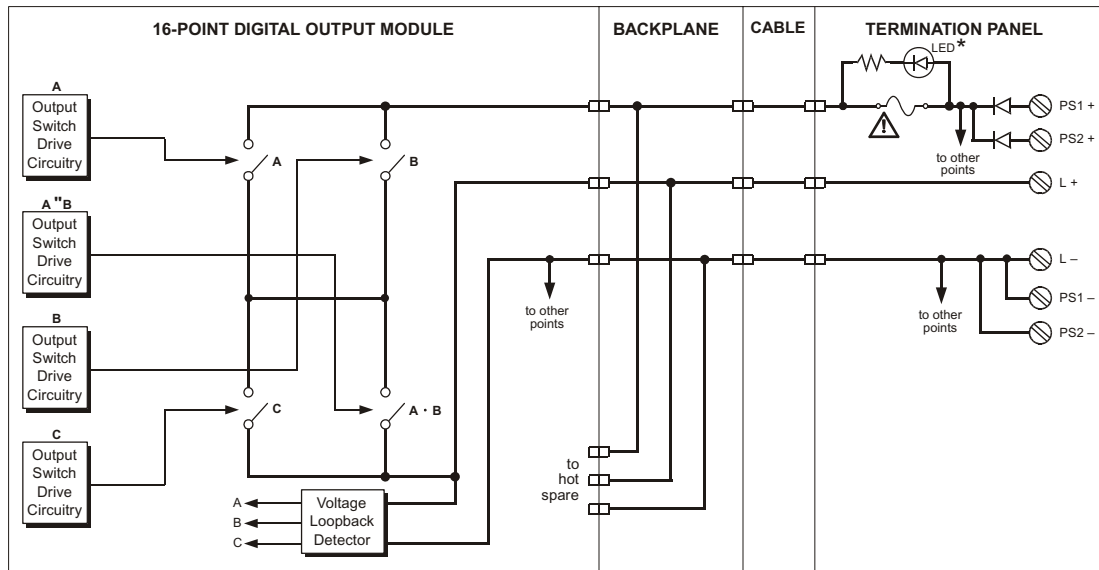 16-POINT DIGITAL OUTPUT MODULE
BACKPLANE
CABLE
TERMINATION PANEL
LED*
A
Output
Switch
Drive
Circuitry
A"B
Output
Switch
Drive
Circuitry
B
Output
Switch
Drive
Circuitry
C
Output
Switch
Drive
Circuitry
A
B
C
A · B
A
B
C
Voltage
Loopback
Detector
to other
points
to
hot
spare
!
to other
points
to other
points
PS1 +
PS2 +
L +
L –
PS1 –
PS2 –